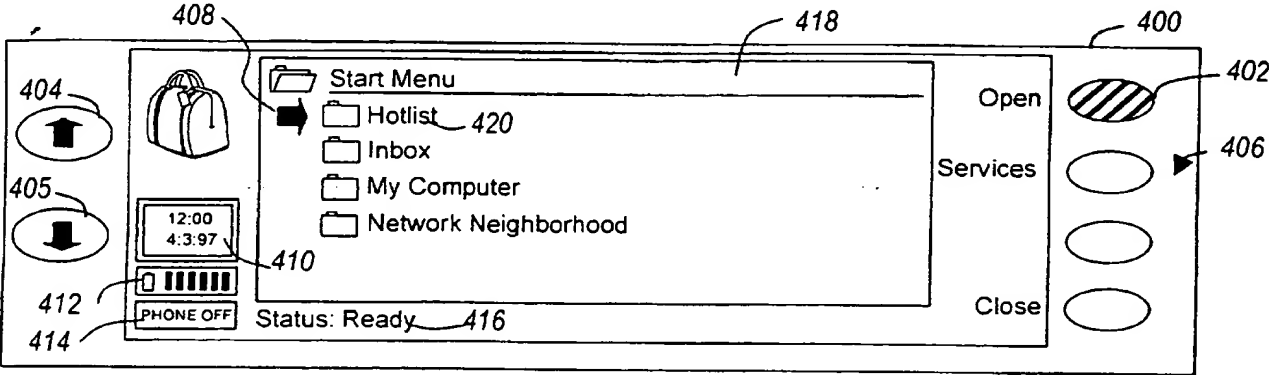 408
418
400
404
Start Menu
Open
402
Hotlist
420
Inbox
Services
406
405
My Computer
12:00
4:3:97
410
Network Neighborhood
412
PHONE OFF
Status: Ready
416
Close
414